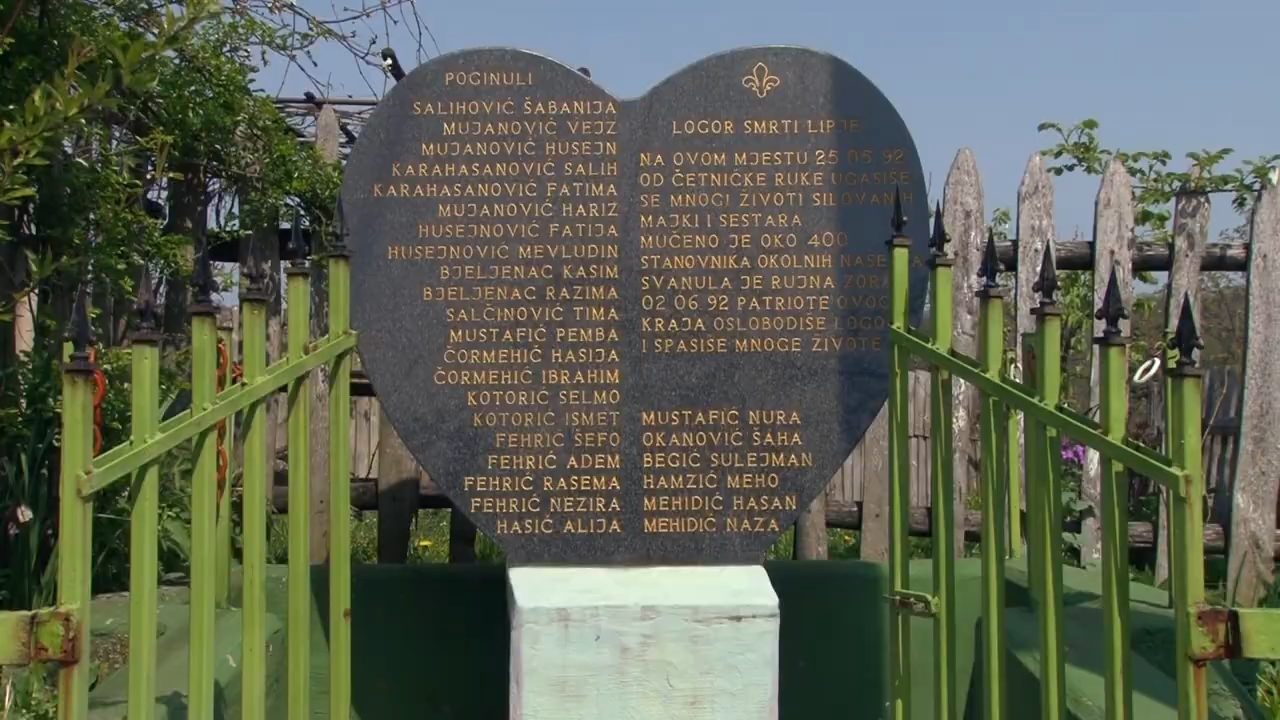 POGINULI
SALIHOVIĆ ŠABANIJA
MUJANOVIĆ VEJZ
MUJANOVIĆ HUSEJN
KARAHASANOVIĆ SALIH
KARAHASANOVIĆ FATIMA
MUJANOVIĆ HARIZ
HUSEJNOVIĆ FATIJA
HUSEJNOVIĆ MEVLUDIN
BJELJENAC KASIM
BJELJENAC RAZIMA
SALČINOVIĆ TIMA
MUSTAFIĆ PEMBA
ČORMEHIĆ HASIJA
ČORMEHIĆ IBRAHIM
KOTORIĆ SELMO
KOTORIĆ ISMET
FEHRIĆ ŠEFO
FEHRIĆ ADEM
FEHRIĆ RASEMA
FEHRIĆ NEZIRA
HASIĆ ALIJA
LOGOR SMRTI LIPJE
NA OVOM MJESTU 25 05 92
OD ČETNIČKE RUKE UGASIŠE
SE MNOGI ŽIVOTI SILOVANIH
MAJKI I SESTARA
MUČENO JE OKO 400
STANOVNIKA OKOLNIH NASELJA
SVANULA JE RUJNA ZORA
02 06 92 PATRIOTE OVOG
KRAJA OSLOBODIŠE LOGOR
I SPASIŠE MNOGE ŽIVOTE
MUSTAFIĆ NURA
OKANOVIĆ ŠAHA
BEGIĆ SULEJMAN
HAMZIĆ MEHO
MEHIDIĆ HASAN
MEHIDIĆ NAZA